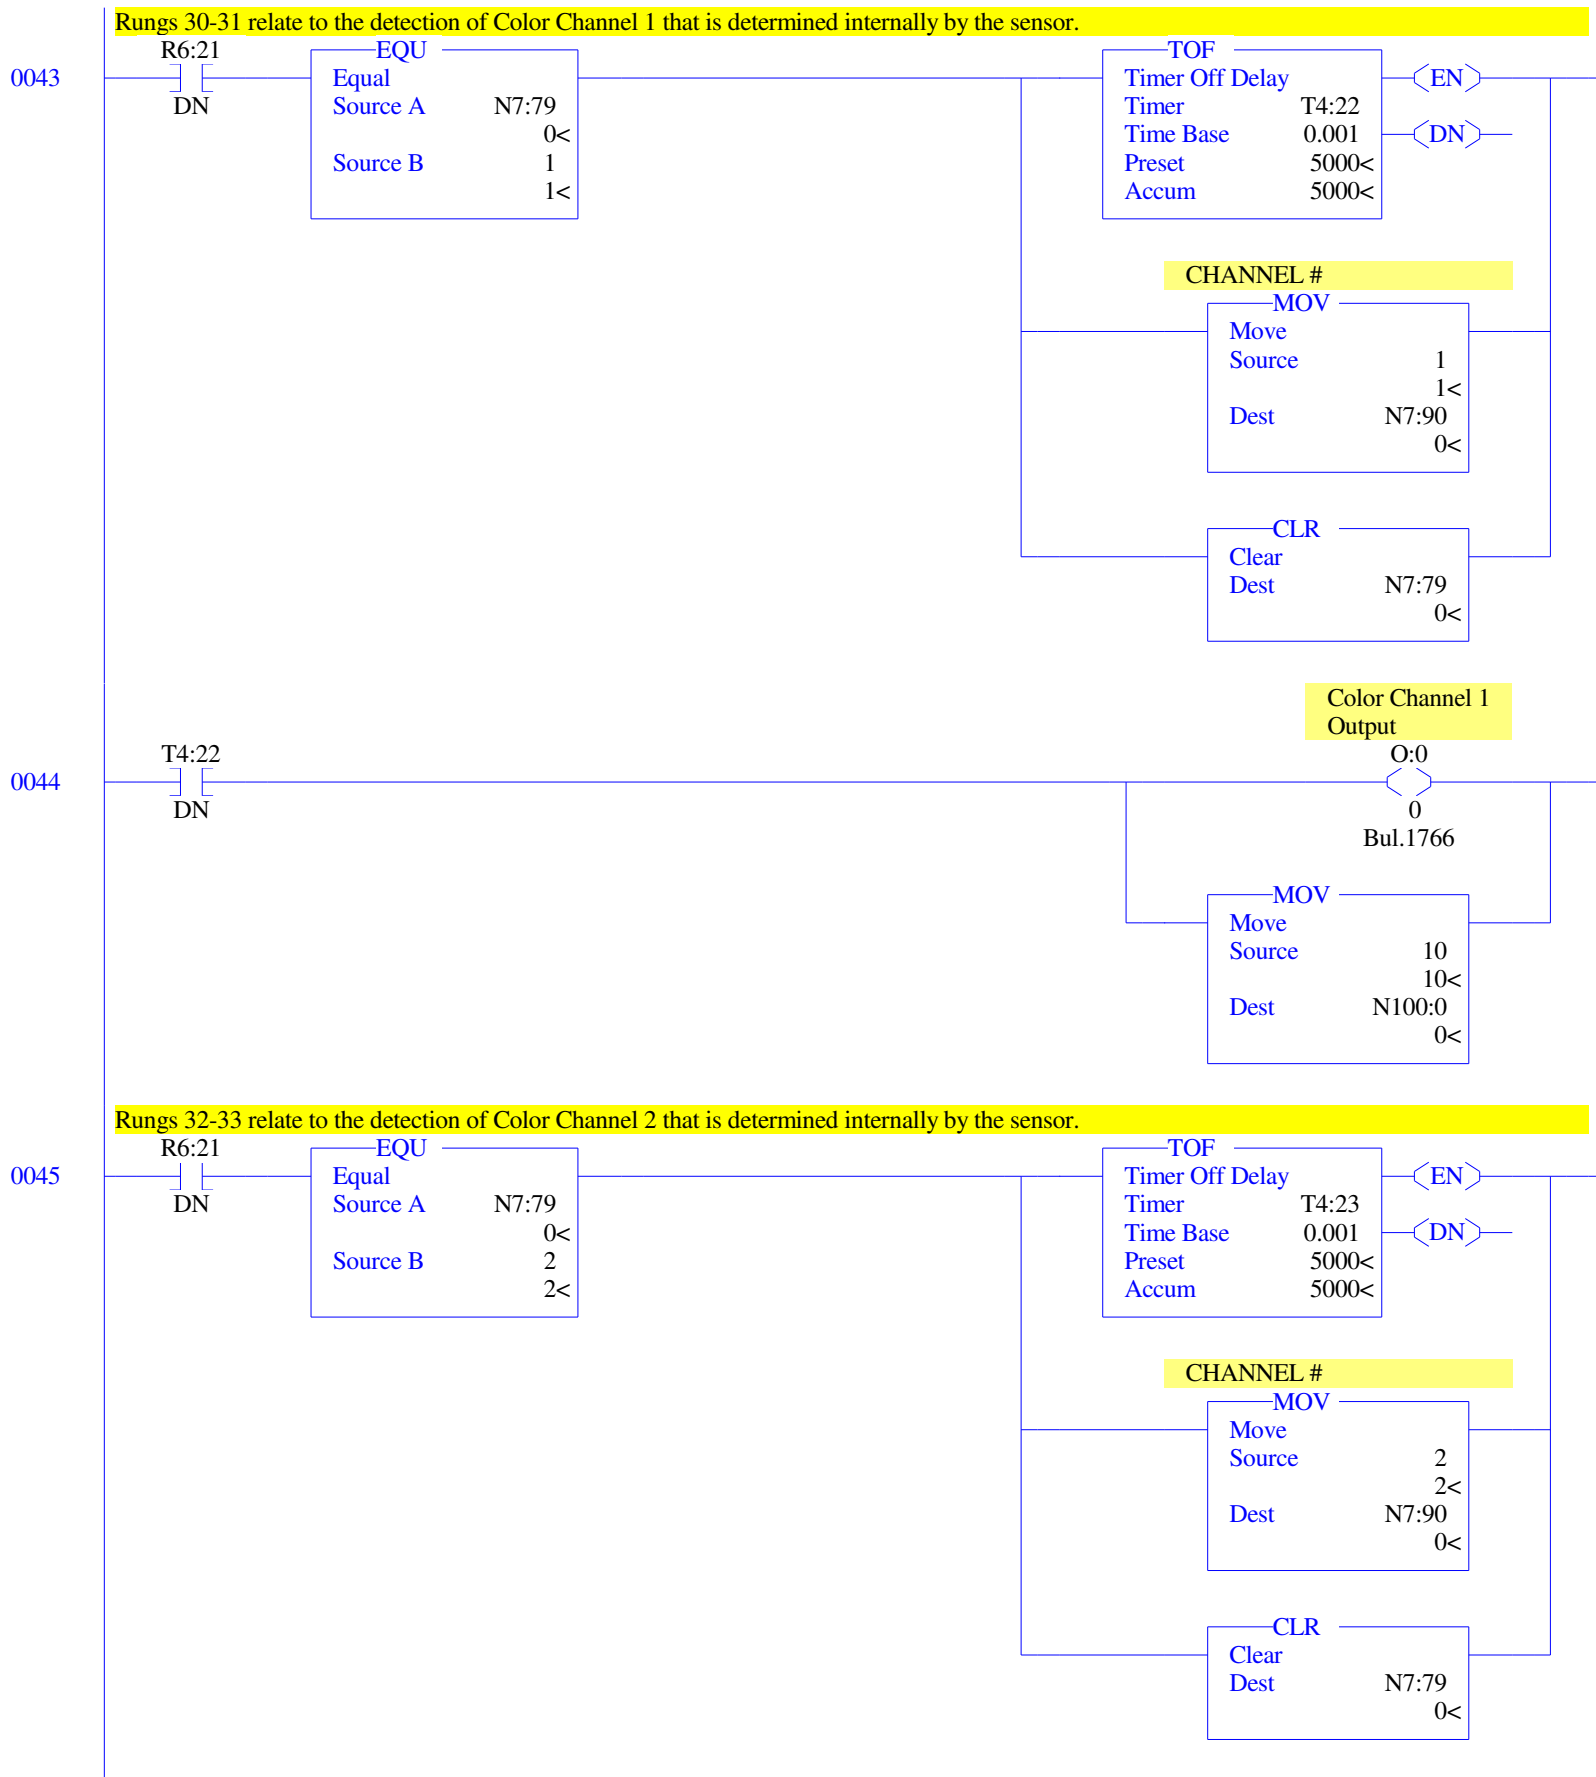 Rungs 30-31 relate to the detection of Color Channel 1 that is determined internally by the sensor.
0043
R6:21
DN
EQU
Equal
Source A N7:79
0<
Source B 1
1<
TOF
Timer Off Delay
Timer T4:22
Time Base 0.001
Preset 5000<
Accum 5000<
EN
DN
CHANNEL #
MOV
Move
Source 1
1<
Dest N7:90
0<
CLR
Clear
Dest N7:79
0<
0044
T4:22
DN
Color Channel 1
Output
O:0
0
Bul.1766
MOV
Move
Source 10
10<
Dest N100:0
0<
Rungs 32-33 relate to the detection of Color Channel 2 that is determined internally by the sensor.
0045
R6:21
DN
EQU
Equal
Source A N7:79
0<
Source B 2
2<
TOF
Timer Off Delay
Timer T4:23
Time Base 0.001
Preset 5000<
Accum 5000<
EN
DN
CHANNEL #
MOV
Move
Source 2
2<
Dest N7:90
0<
CLR
Clear
Dest N7:79
0<